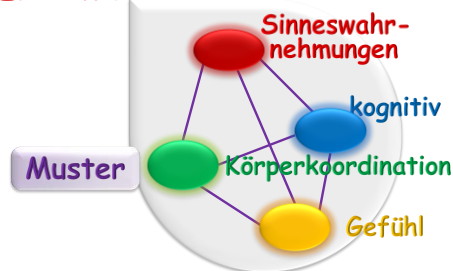 Sinneswahr-
nehmungen
kognitiv
Körperkoordination
Muster
Gefühl